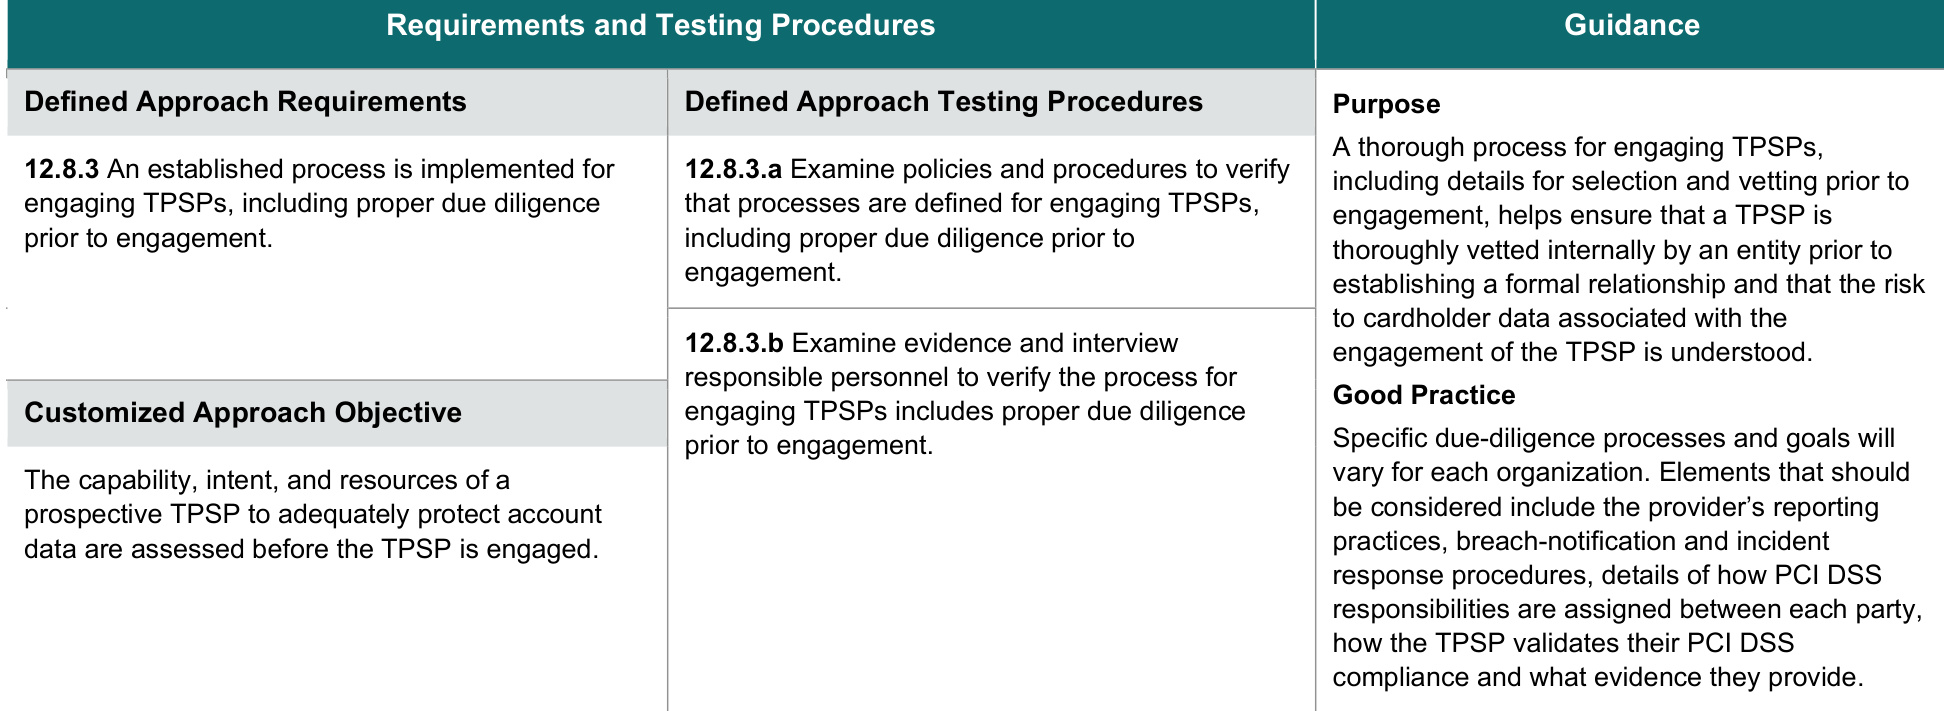 Requirements and Testing Procedures
Guidance
Defined Approach Requirements
12.8.3 An established process is implemented for
engaging TPSPs, including proper due diligence
prior to engagement.
Customized Approach Objective
The capability, intent, and resources of a
prospective TPSP to adequately protect account
data are assessed before the TPSP is engaged.
Defined Approach Testing Procedures
12.8.3.a Examine policies and procedures to verify
that processes are defined for engaging TPSPs,
including proper due diligence prior to
engagement.
12.8.3.b Examine evidence and interview
responsible personnel to verify the process for
engaging TPSPs includes proper due diligence
prior to engagement.
Purpose
A thorough process for engaging TPSPs,
including details for selection and vetting prior to
engagement, helps ensure that a TPSP is
thoroughly vetted internally by an entity prior to
establishing a formal relationship and that the risk
to cardholder data associated with the
engagement of the TPSP is understood.
Good Practice
Specific due-diligence processes and goals will
vary for each organization. Elements that should
be considered include the provider’s reporting
practices, breach-notification and incident
response procedures, details of how PCI DSS
responsibilities are assigned between each party,
how the TPSP validates their PCI DSS
compliance and what evidence they provide.